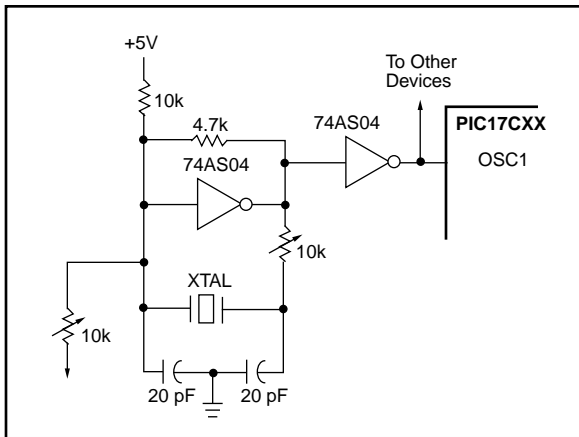 +5V
10k
4.7k
74AS04
74AS04
To Other
Devices
PIC17CXX
OSC1
10k
XTAL
10k
20 pF
20 pF